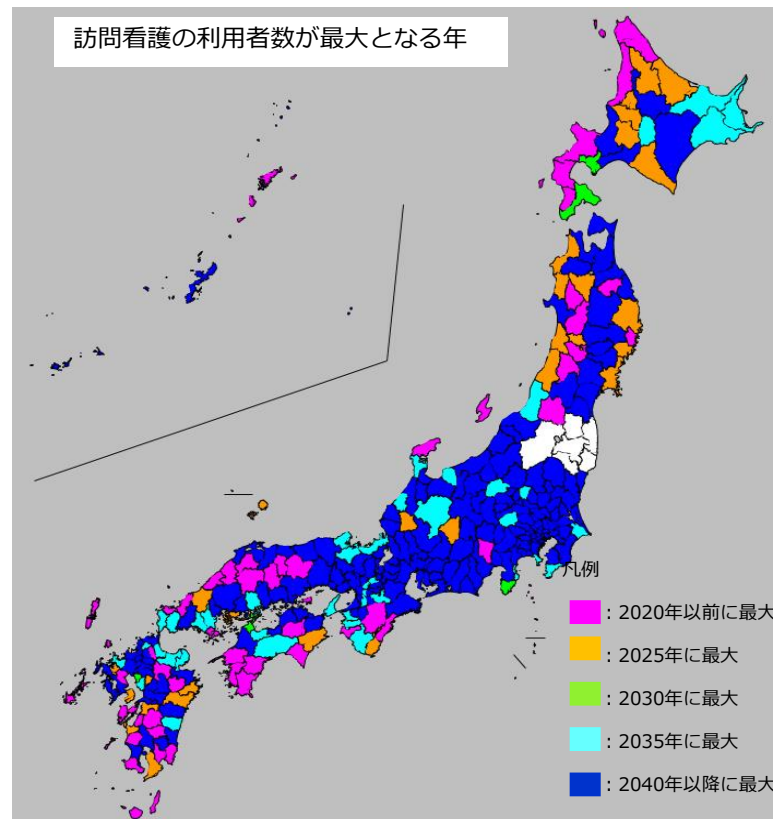 訪問看護の利用者数が最大となる年
凡例
：2020年以前に最大
：2025年に最大
：2030年に最大
：2035年に最大
：2040年以降に最大